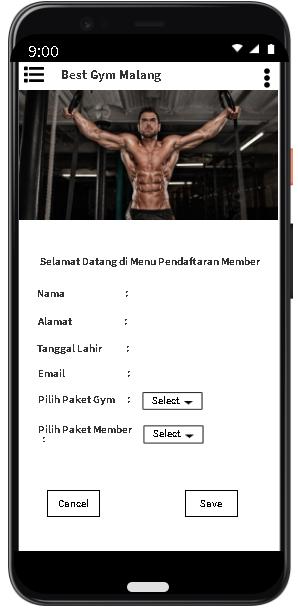 9:00
Best Gym Malang
Selamat Datang di Menu Pendaftaran Member
Nama :
Alamat :
Tanggal Lahir :
Email :
Pilih Paket Gym : Select
Pilih Paket Member : Select
Cancel Save